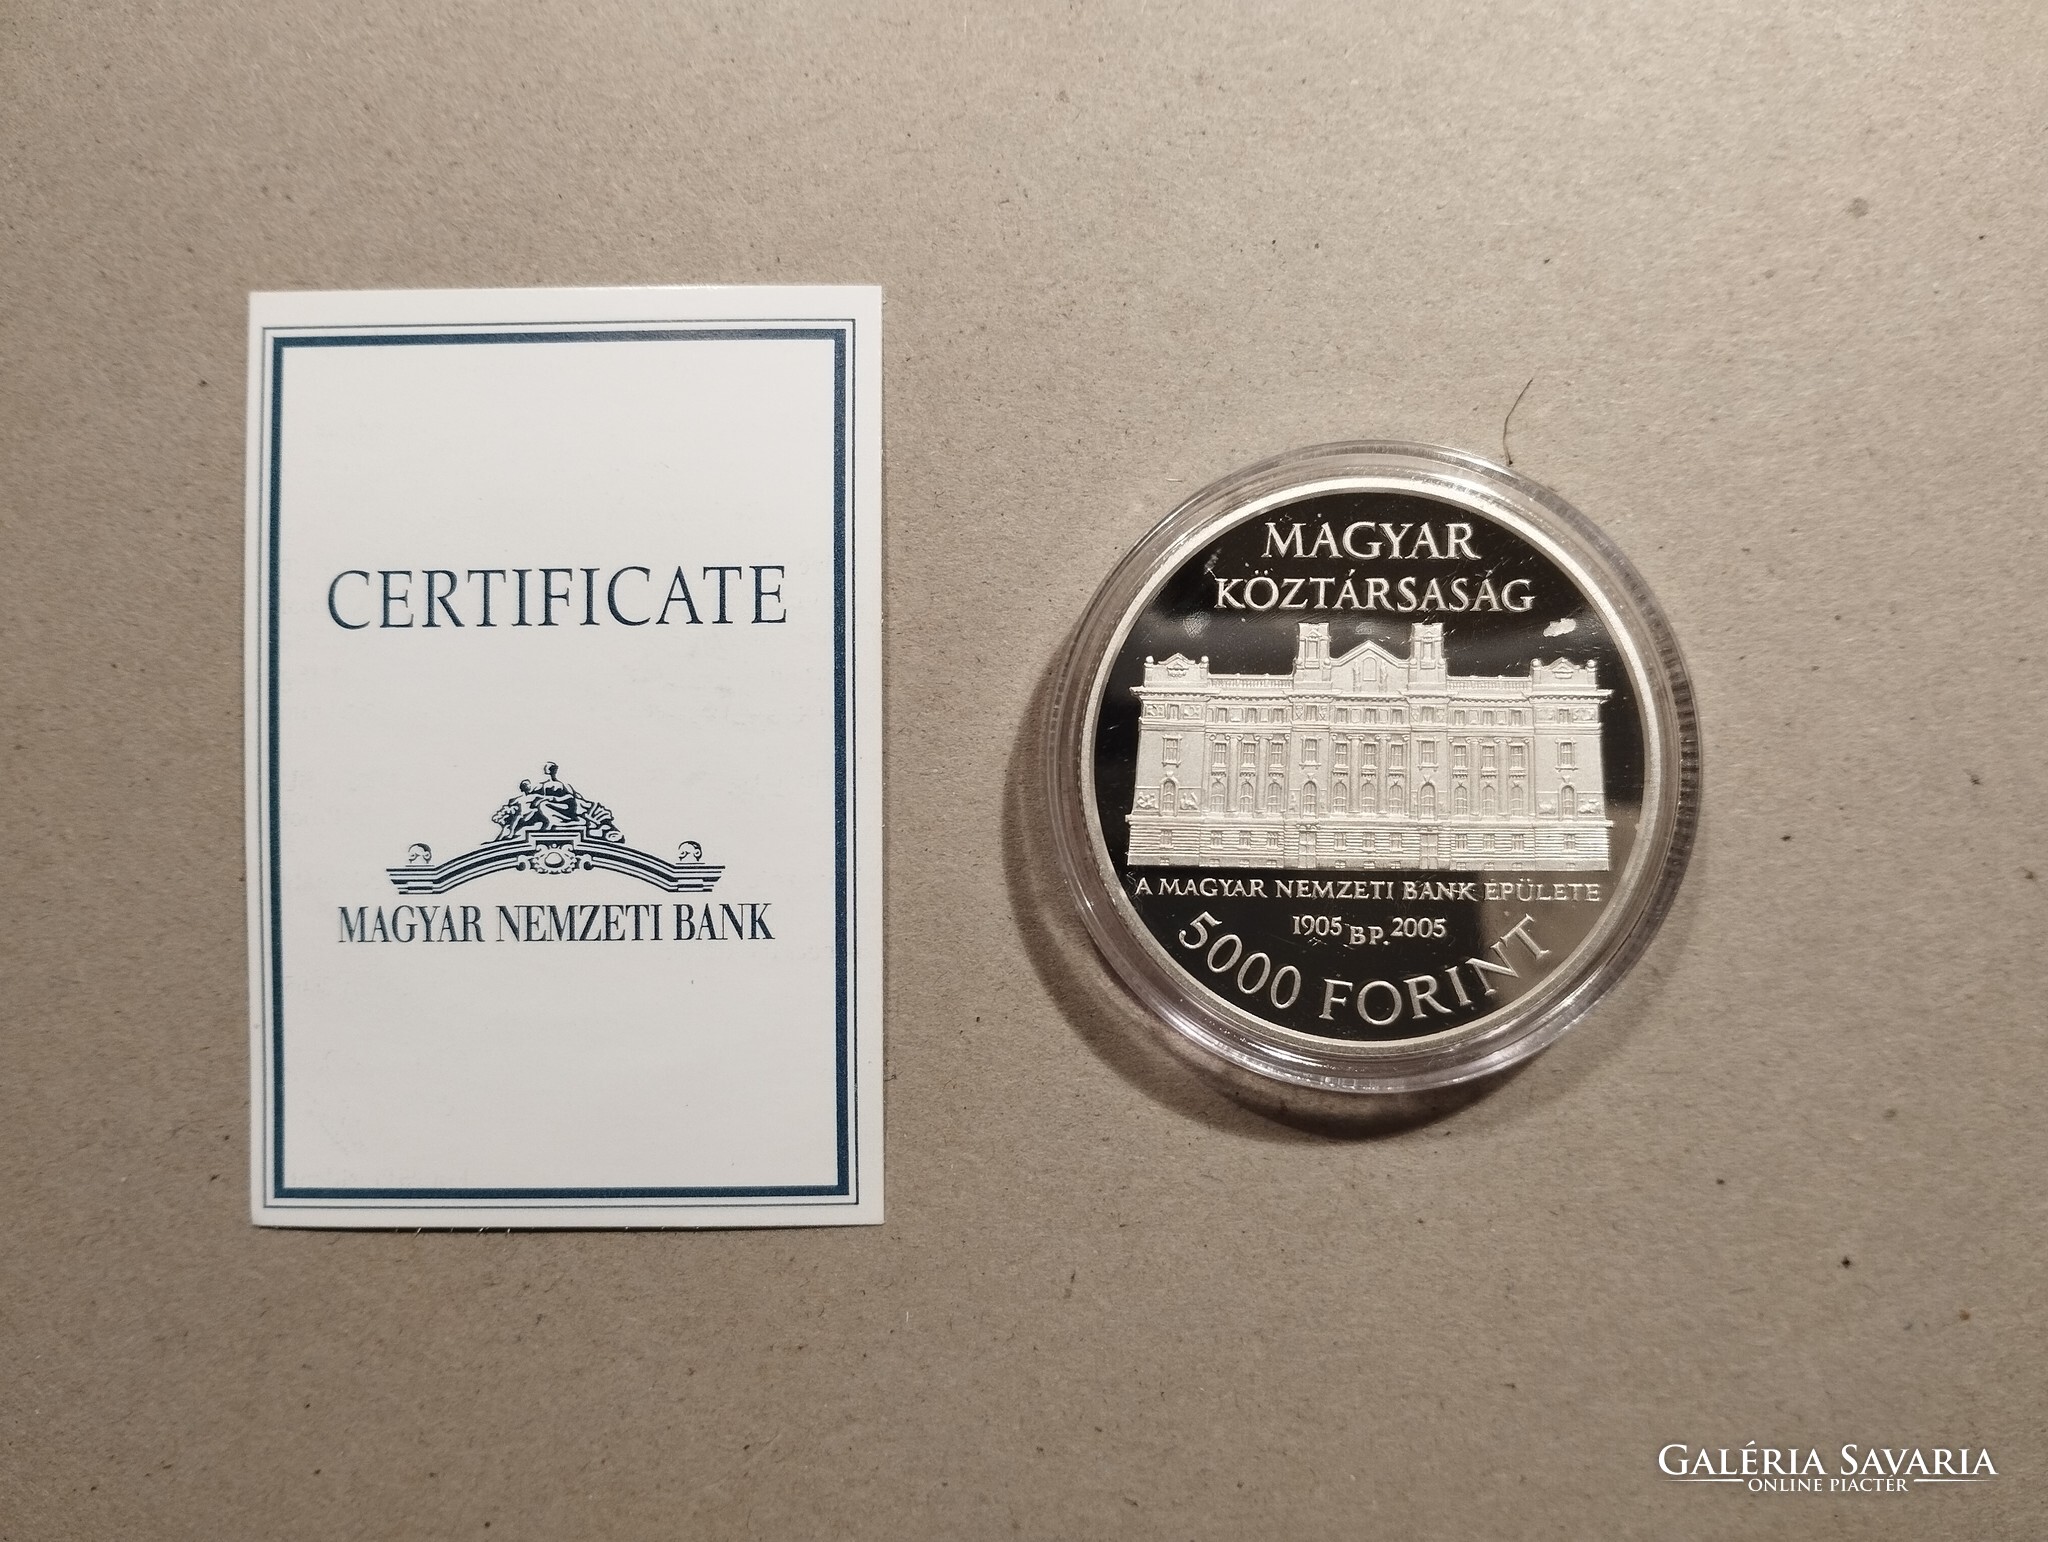 CERTIFICATE
MAGYAR NEMZETI BANK
MAGYAR
KÖZTÁRSASÁG
A MAGYAR NEMZETI BANK ÉPÜLETE
1905 BP. 2005
5000 FORINT
GALÉRIA SAVARIA
ONLINE PIACTÉR